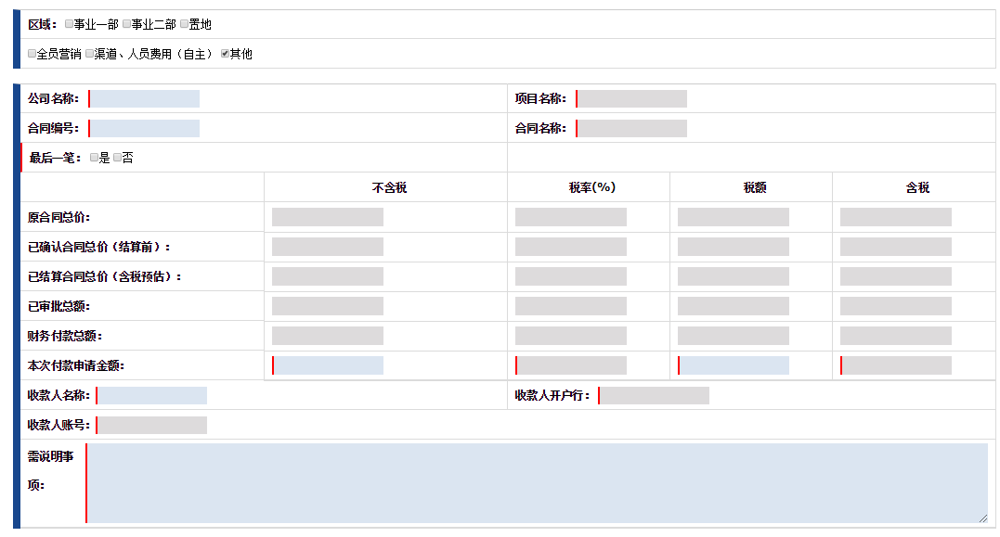 区域： 事业一部 事业二部 置地
全员营销 渠道、人员费用（自主） 其他
公司名称： 项目名称：
合同编号： 合同名称：
最后一笔： 是 否
不含税 税率(%) 税额 含税
原合同总价:
已确认合同总价（结算前）:
已结算合同总价（含税预估）:
已审批总额:
财务付款总额:
本次付款申请金额:
收款人名称: 收款人开户行：
收款人账号:
需说明事
项: